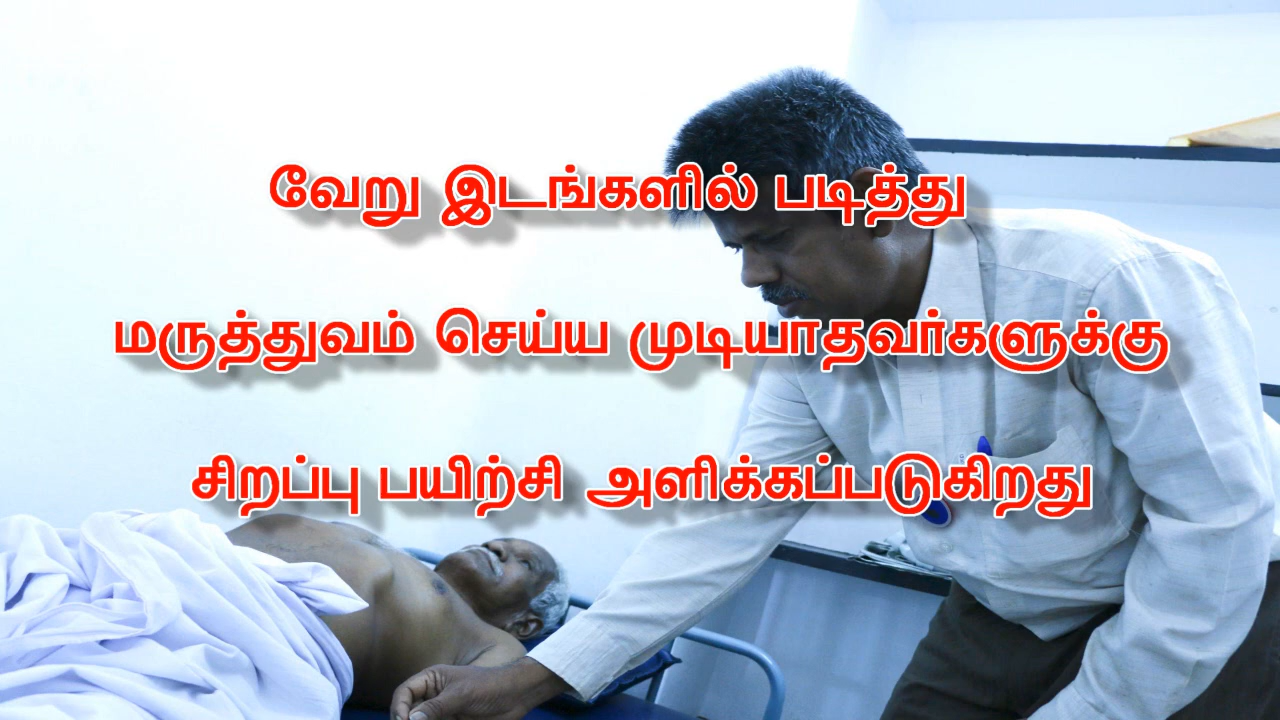 வேறு இடங்களில் படித்து
மருத்துவம் செய்ய முடியாதவர்களுக்கு
சிறப்பு பயிற்சி அளிக்கப்படுகிறது